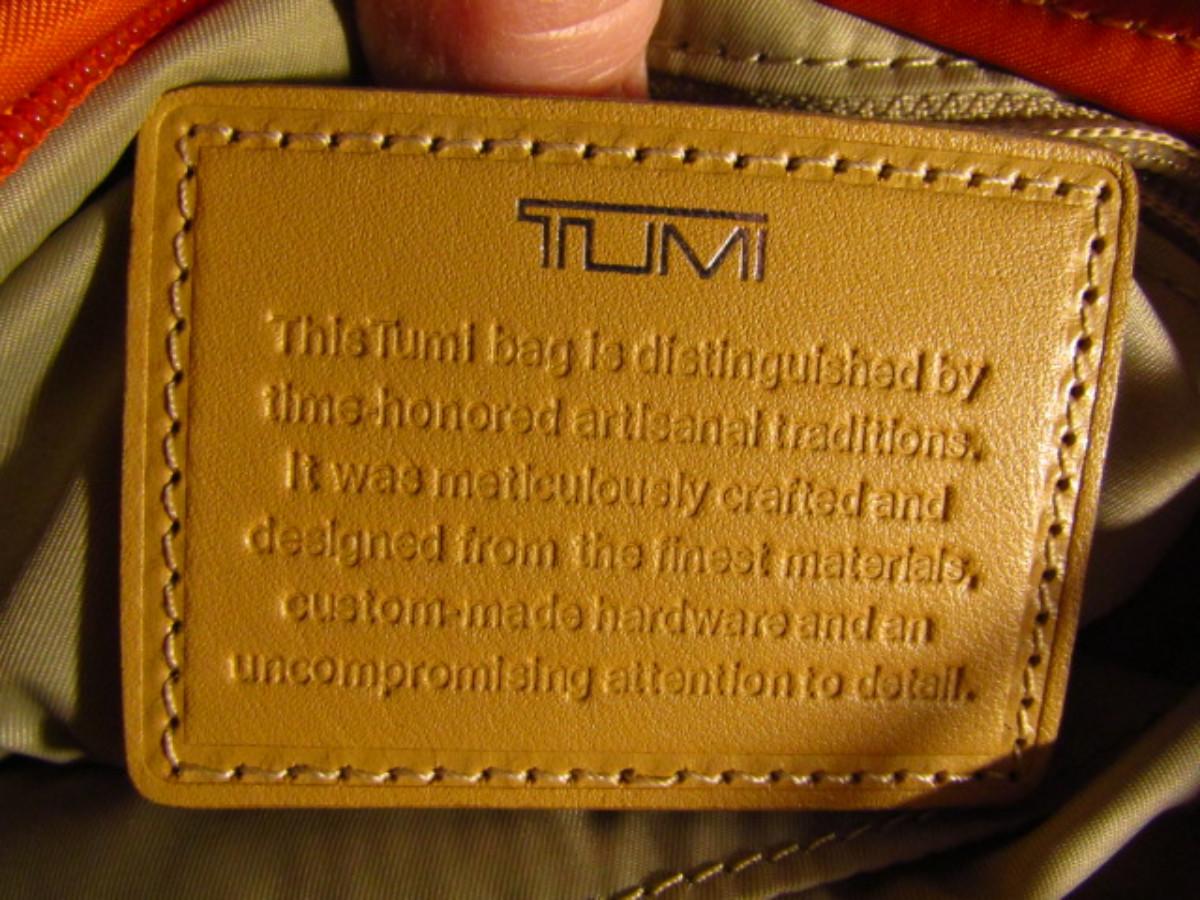 TUMI
This Tumi bag is distinguished by
time-honored artisanal traditions.
It was meticulously crafted and
designed from the finest materials,
custom-made hardware and an
uncompromising attention to detail.